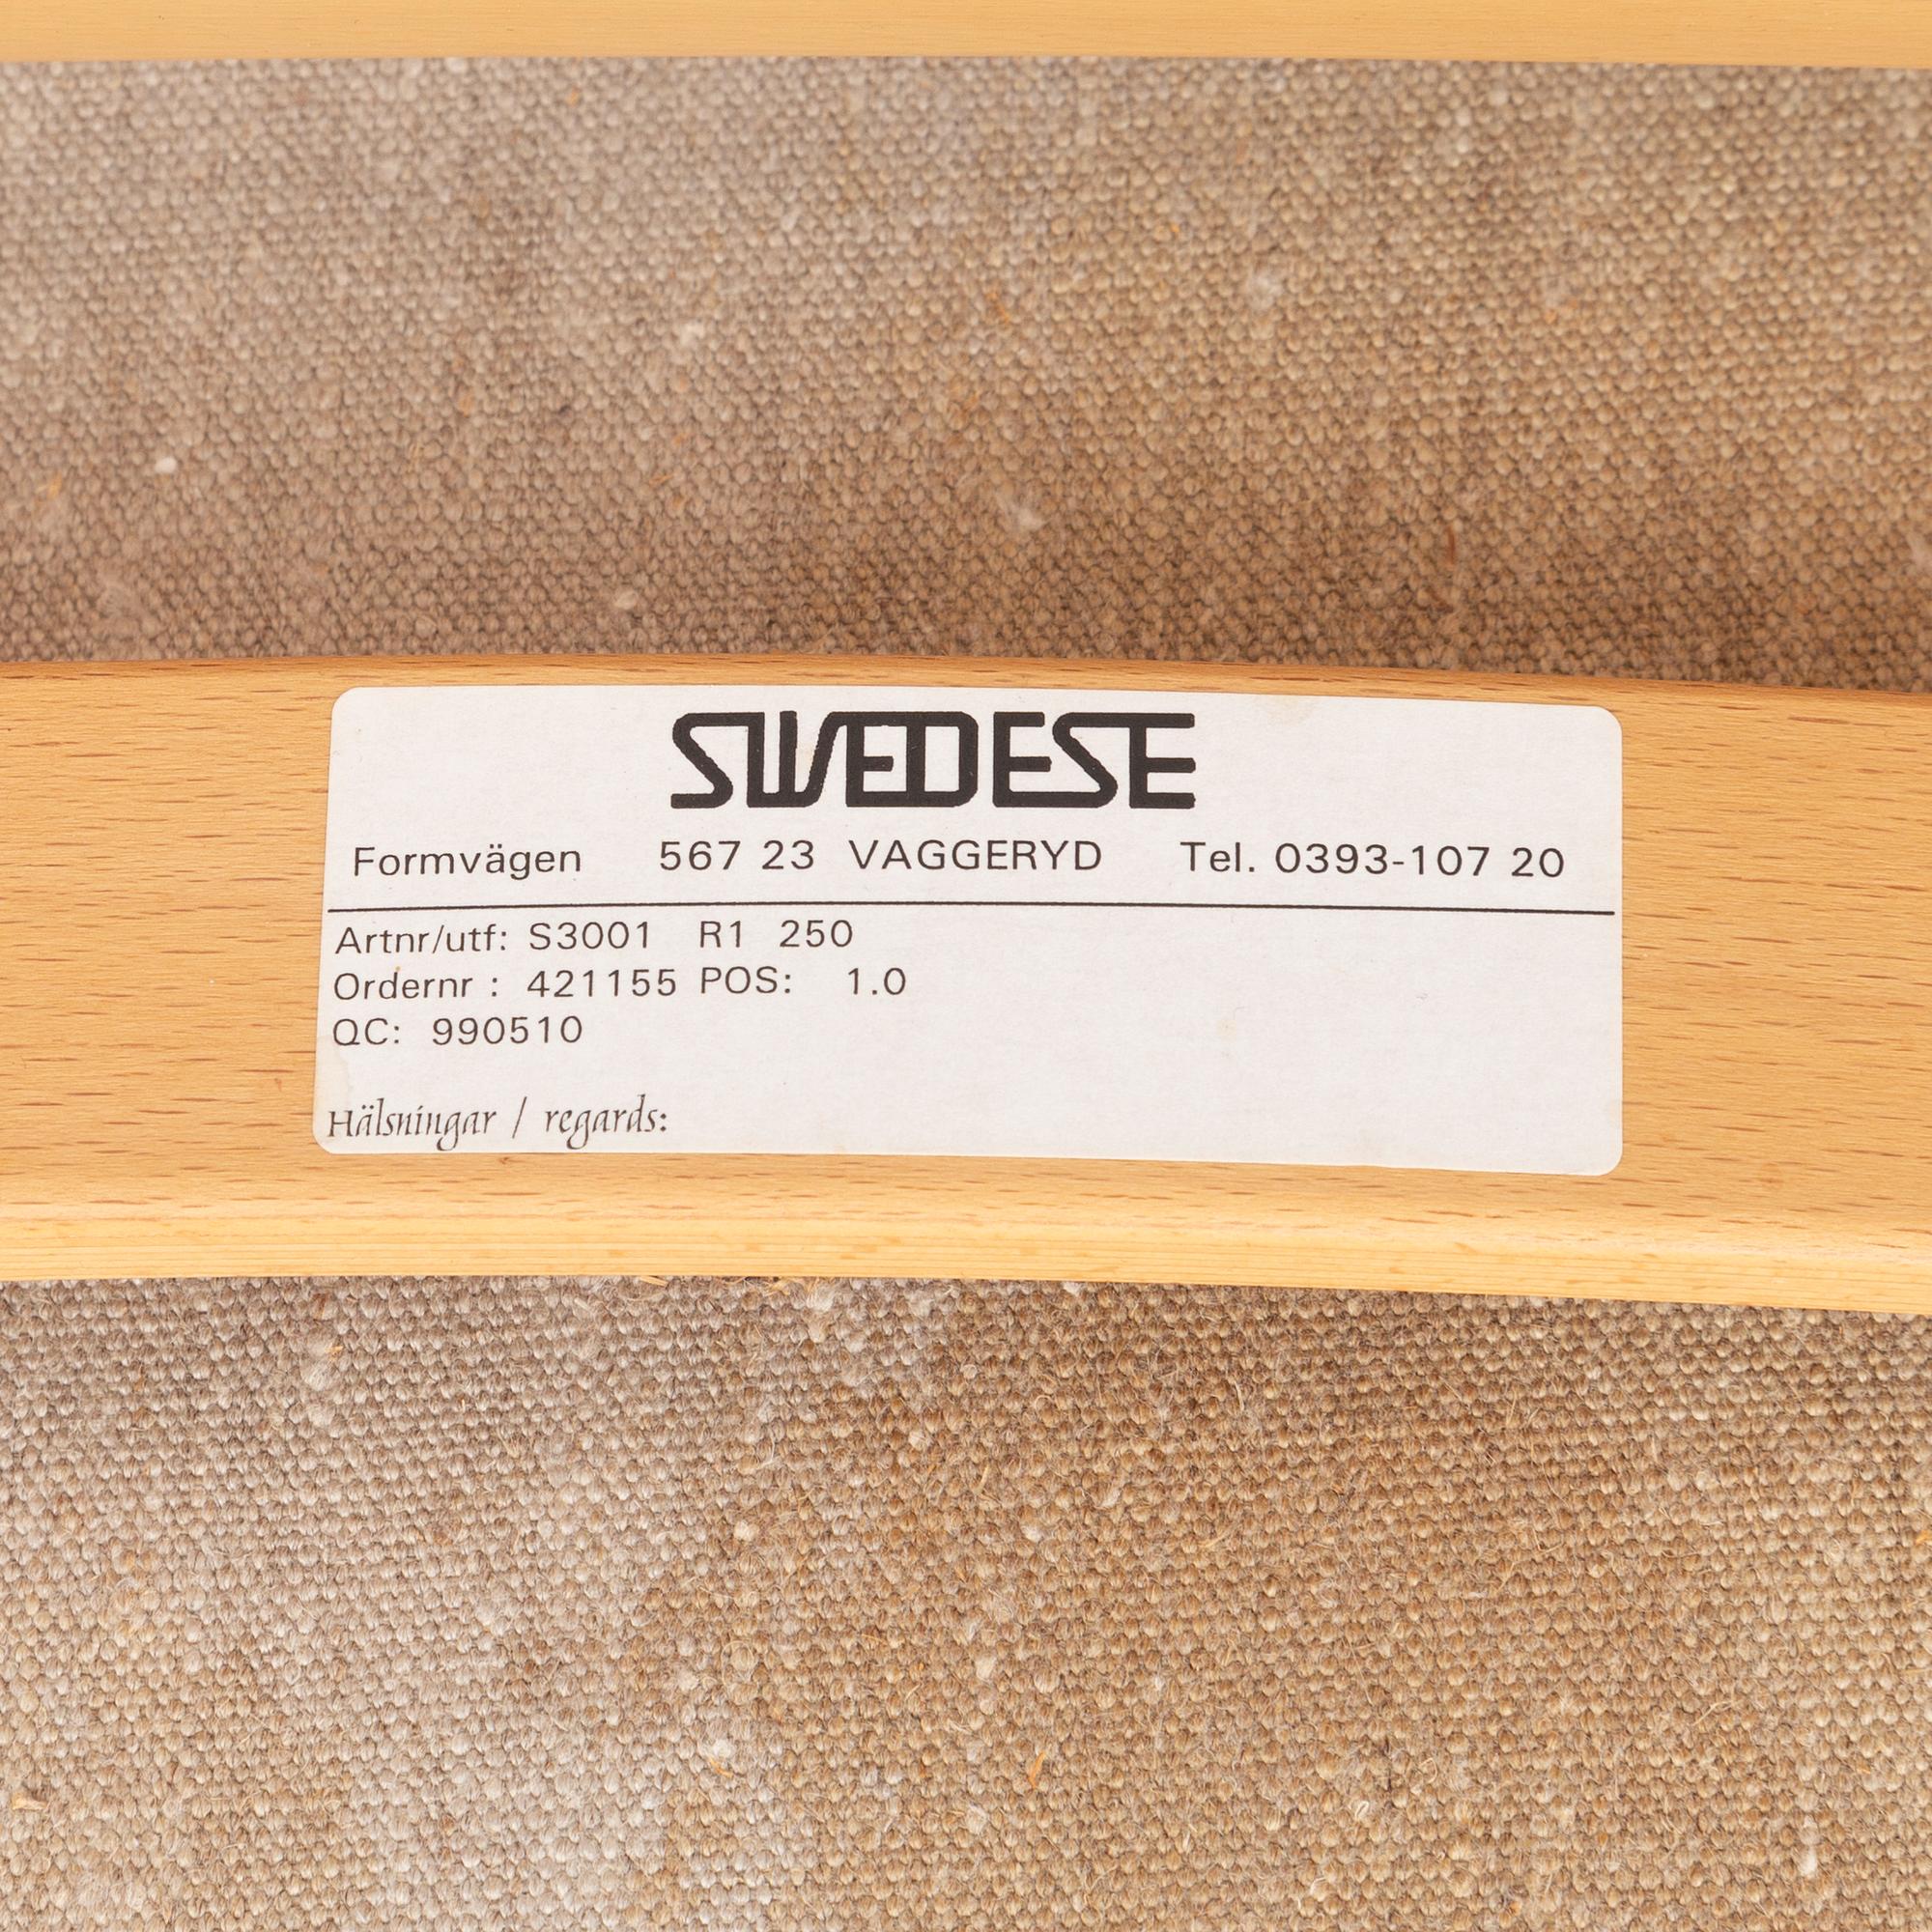 SWEDESE
Formvägen 567 23 VAGGERYD Tel. 0393-107 20
Artnr/utf: S3001 R1 250
Ordernr : 421155 POS: 1.0
QC: 990510
Hälsningar / regards: